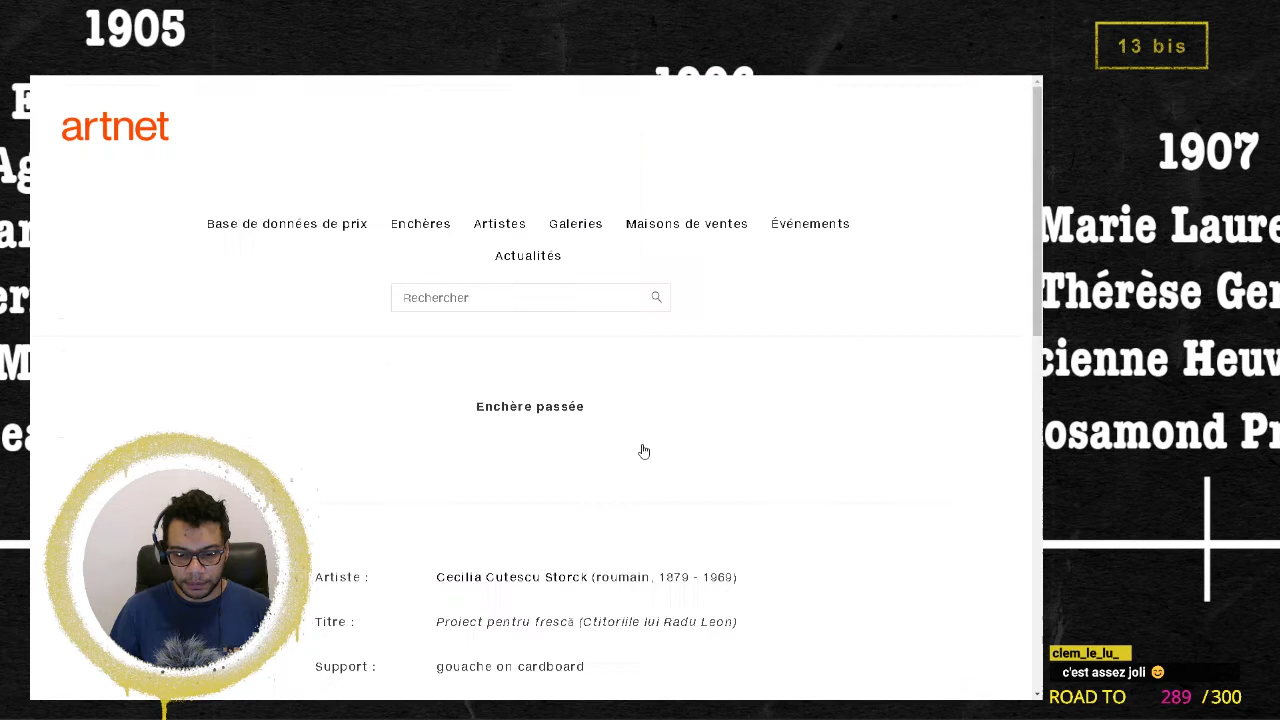 1905
13 bis
artnet
1907
Base de données de prix Enchères Artistes Galeries Maisons de ventes Événements
Marie Laure
Actualités
Thérèse Ger
Rechercher
cienne Heuv
Enchère passée
osamond Pr
Artiste : Cecilia Cutescu Storck (roumain, 1879 - 1969)
Titre : Proiect pentru frescă (Ctitoriile lui Radu Leon)
Support : gouache on cardboard
clem_le_lu_
c'est assez joli 😊
ROAD TO 289 / 300